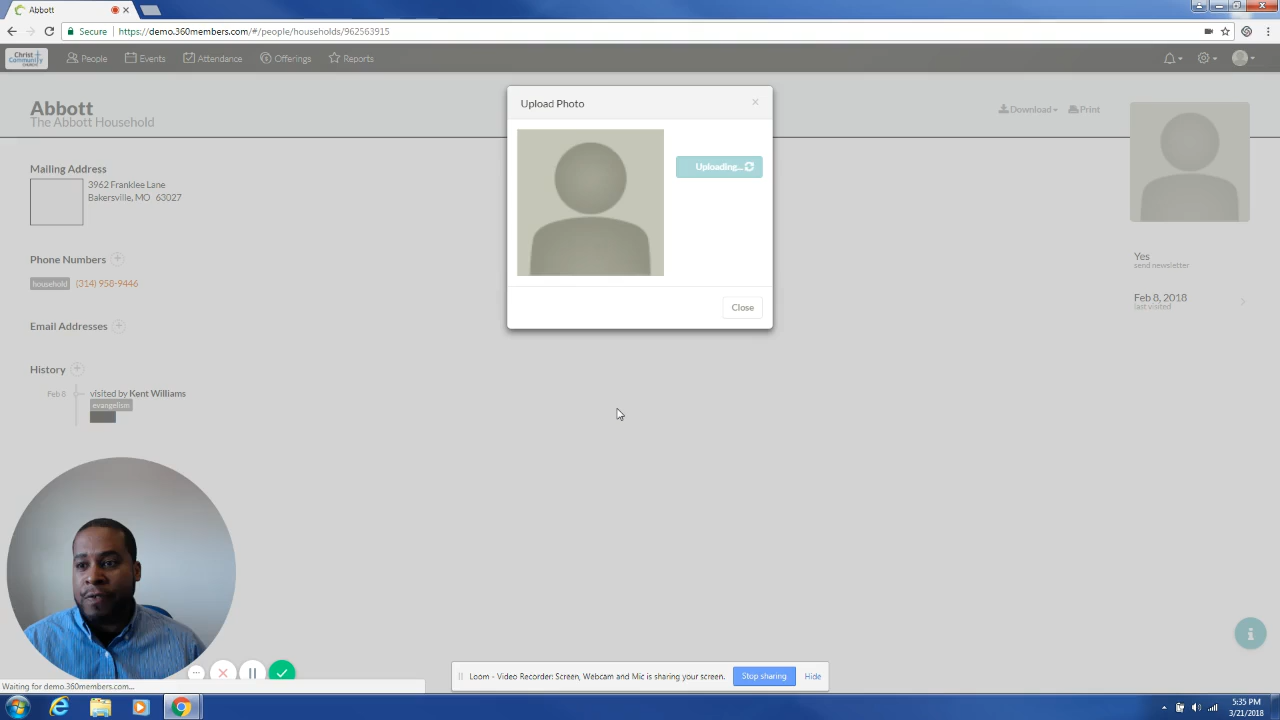 Abbott
Secure
https://demo.360members.com/#/people/households/962563915
Christ Community
People
Events
Attendance
Offerings
Reports
Abbott
The Abbott Household
Download
Print
Upload Photo
×
Uploading...
Close
Mailing Address
3962 Franklee Lane
Bakersville, MO 63027
Phone Numbers +
household (314) 958-9446
Email Addresses +
History +
Feb 8 visited by Kent Williams
evangelism
Yes
send newsletter
Feb 8, 2018
last visited
i
Waiting for demo.360members.com...
Loom - Video Recorder: Screen, Webcam and Mic is sharing your screen.
Stop sharing
Hide
5:35 PM
3/21/2018